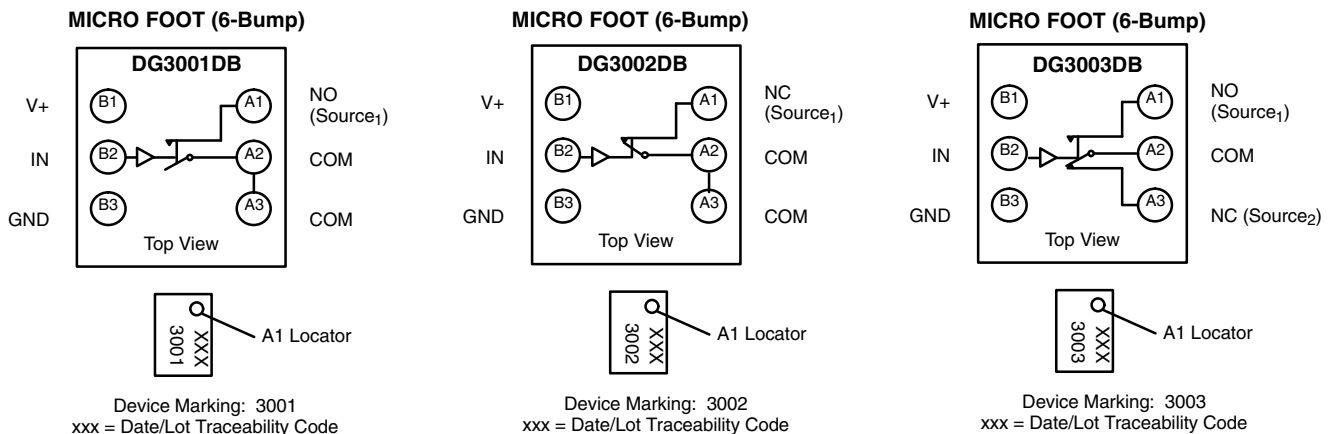 MICRO FOOT (6-Bump)
DG3001DB
V+
B1
A1
NO
(Source1)
IN
B2
A2
COM
GND
B3
A3
COM
Top View
XXX
3001
A1 Locator
Device Marking: 3001
xxx = Date/Lot Traceability Code
MICRO FOOT (6-Bump)
DG3002DB
V+
B1
A1
NC
(Source1)
IN
B2
A2
COM
GND
B3
A3
COM
Top View
XXX
3002
A1 Locator
Device Marking: 3002
xxx = Date/Lot Traceability Code
MICRO FOOT (6-Bump)
DG3003DB
V+
B1
A1
NO
(Source1)
IN
B2
A2
COM
GND
B3
A3
NC (Source2)
Top View
XXX
3003
A1 Locator
Device Marking: 3003
xxx = Date/Lot Traceability Code